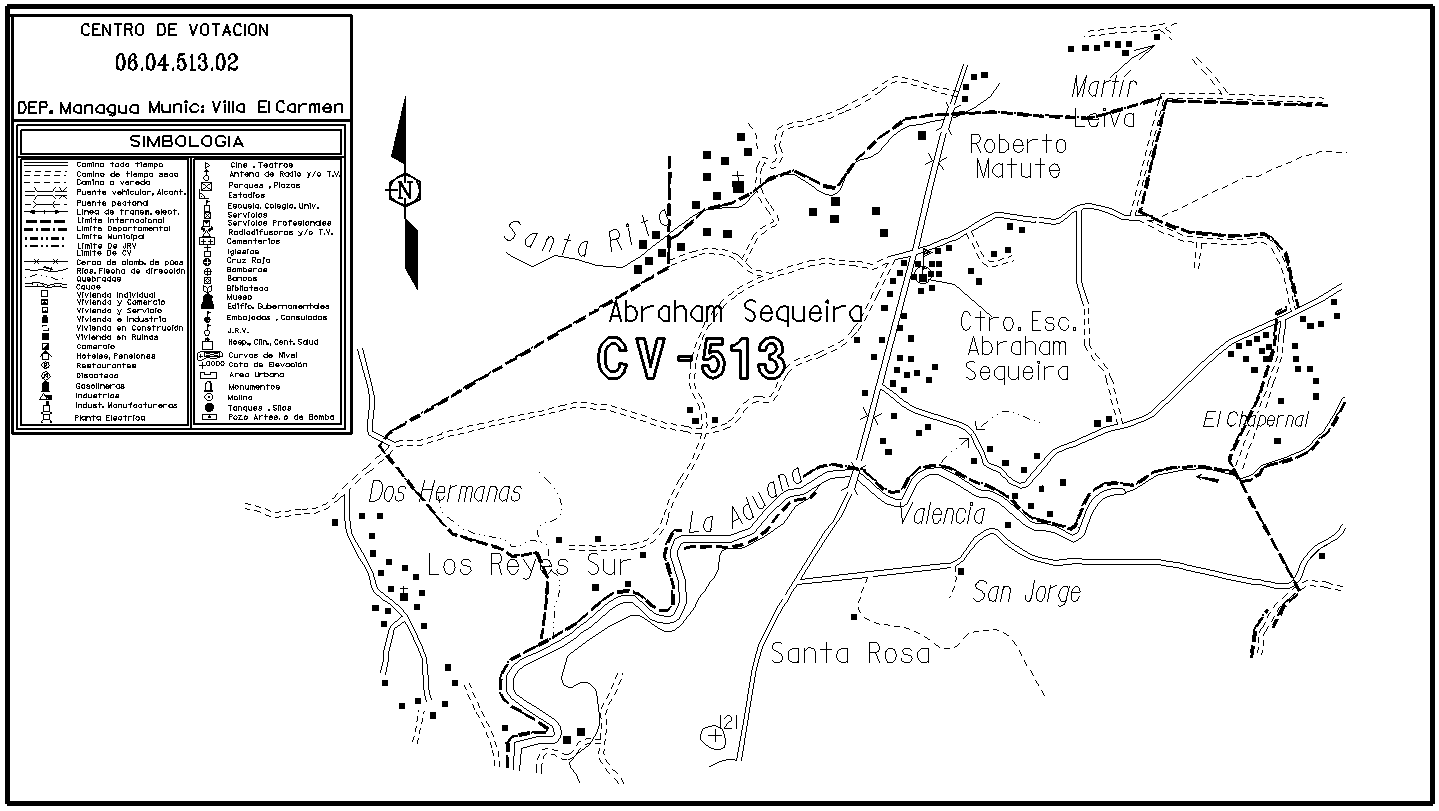 CENTRO DE VOTACION
06.04.513.02
DEP. Managua Munic: Villa El Carmen
SIMBOLOGIA
Camino todo tiempo
Camino de tiempo seco
Camino o vereda
Puente vehicular, Alcant.
Puente peatonal
Linea de transm. elect.
Limite Internacional
Limite Departamental
Limite Municipal
Limite De JRV
Limite De CV
Cerca de alamb. de púas
Ríos, Flecha de dirección
Quebradas
Cauce
Vivienda Individual
Vivienda y Comercio
Vivienda y Servicio
Vivienda e Industria
Vivienda en Construcción
Vivienda en Ruinas
Comercio
Hoteles, Pensiones
Restaurantes
Discoteca
Gasolineras
Industrias
Indust. Manufactureras
Planta Electrica
Cine . Teatros
Antena de Radio y/o T.V.
Parques , Plazas
Estadios
Escuela, Colegio, Univ.
Servicios
Servicios Profesionales
Radiodifusoras y/o T.V.
Cementerios
Iglesias
Cruz Roja
Bomberos
Bancos
Biblioteca
Museo
Edific. Gubernamentales
Embajadas , Consulados
J.R.V.
Hosp., Clin., Cent. Salud
Curvas de Nivel
Cota de Elevación
Area Urbana
Monumentos
Molino
Tanques , Silos
Pozo Artes. o de Bomba
N
Martír
Leiva
Roberto
Matute
Santa Rita
Abraham Sequeira
CV-513
Ctro. Esc.
Abraham
Sequeira
El Chapernal
Dos Hermanas
La Aduana
Valencia
Los Reyes Sur
San Jorge
Santa Rosa
121